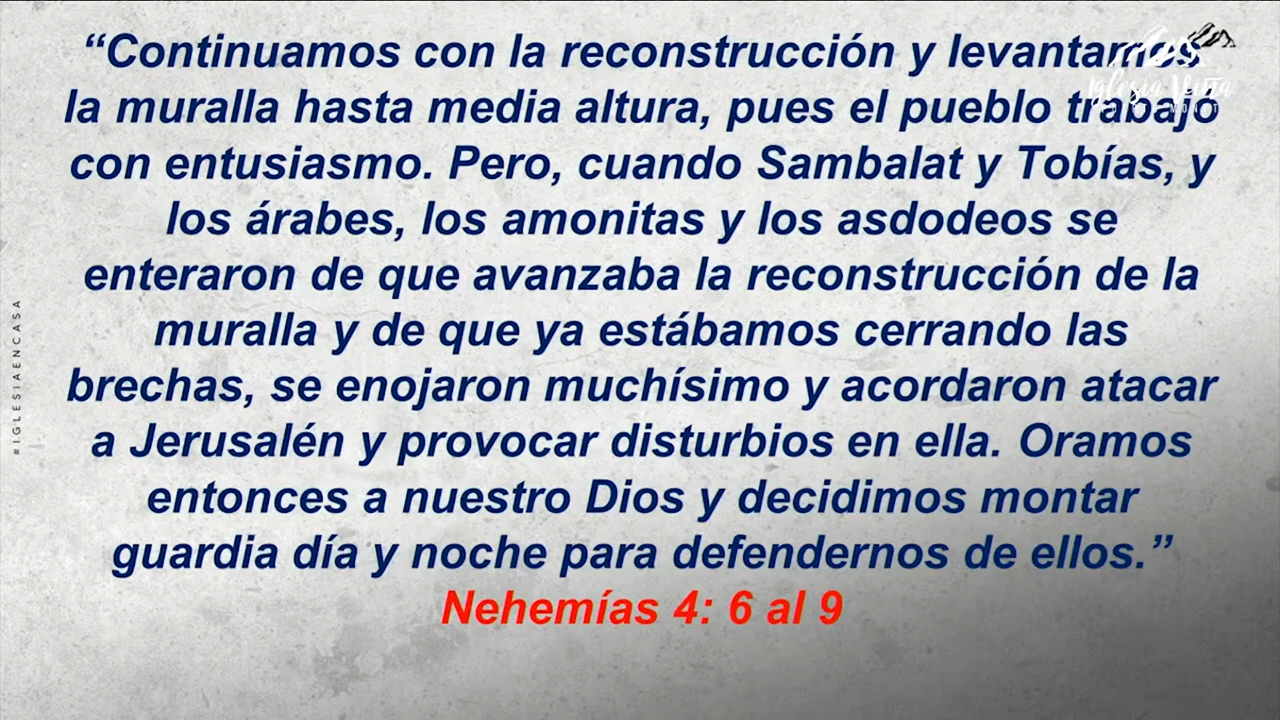 “Continuamos con la reconstrucción y levantamos
la muralla hasta media altura, pues el pueblo trabajó
con entusiasmo. Pero, cuando Sambalat y Tobías, y
los árabes, los amonitas y los asdodeos se
enteraron de que avanzaba la reconstrucción de la
muralla y de que ya estábamos cerrando las
brechas, se enojaron muchísimo y acordaron atacar
a Jerusalén y provocar disturbios en ella. Oramos
entonces a nuestro Dios y decidimos montar
guardia día y noche para defendernos de ellos.”
Nehemías 4: 6 al 9
#IGLESIAENCASA
Iglesia Viña